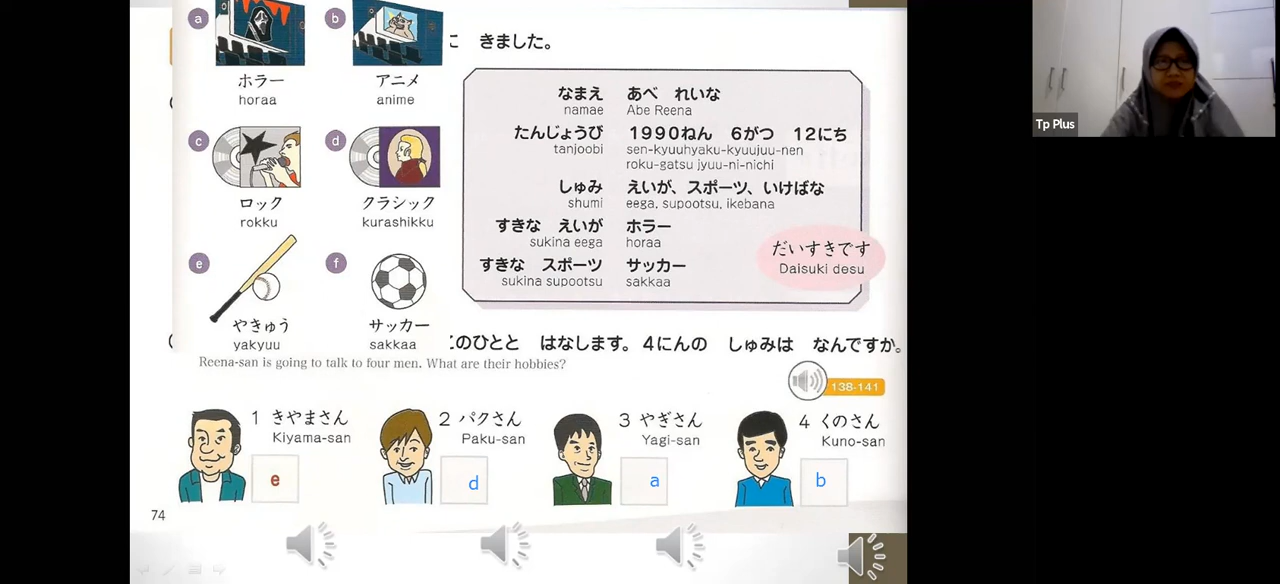 a
b
ホラー
horaa
アニメ
anime
c
d
ロック
rokku
クラシック
kurashikku
e
f
やきゅう
yakyuu
サッカー
sakkaa
に きました。
なまえ あべ れいな
namae Abe Reena
たんじょうび 1990ねん 6がつ 12にち
tanjoobi sen-kyuuhyaku-kyuujuu-nen
roku-gatsu jyuu-ni-nichi
しゅみ えいが、スポーツ、いけばな
shumi eega, supootsu, ikebana
すきな えいが ホラー
sukina eega horaa
すきな スポーツ サッカー
sukina supootsu sakkaa
だいすきです
Daisuki desu
このひとと はなします。4にんの しゅみは なんですか。
Reena-san is going to talk to four men. What are their hobbies?
138-141
1 きやまさん
Kiyama-san
e
2 パクさん
Paku-san
d
3 やぎさん
Yagi-san
a
4 くのさん
Kuno-san
b
74
Tp Plus